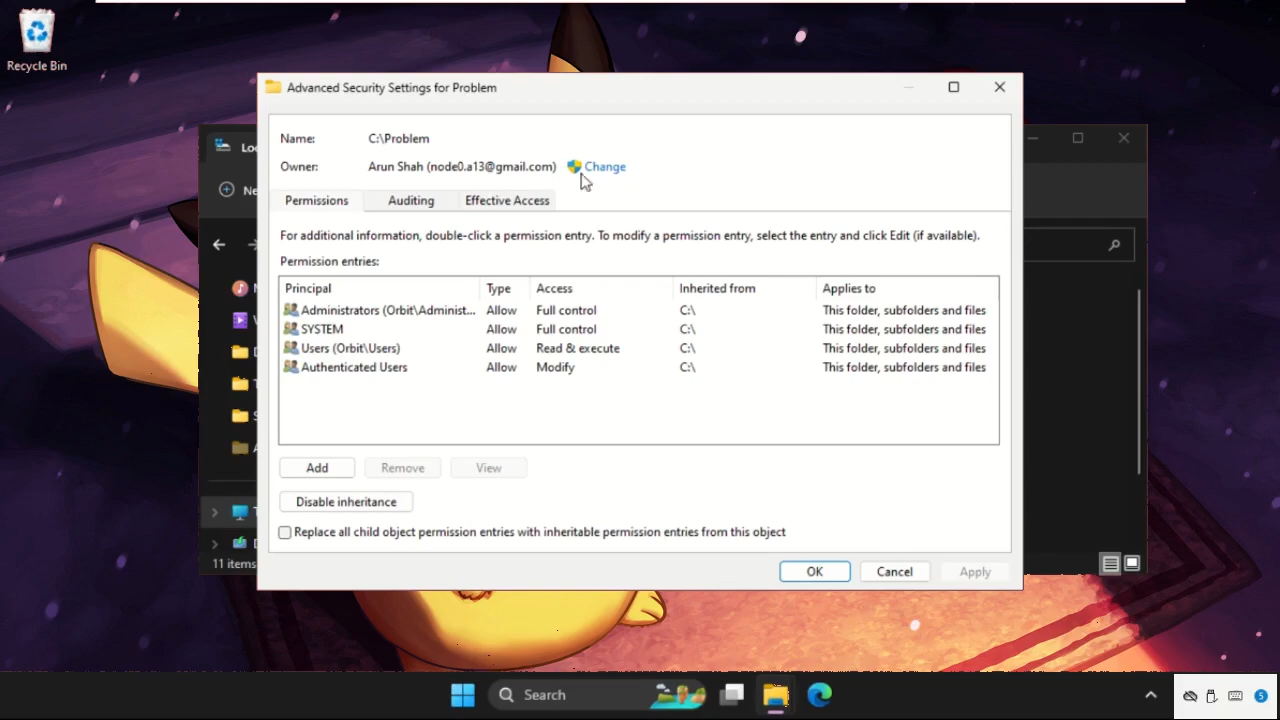 Recycle Bin
Advanced Security Settings for Problem
Name: C:\Problem
Owner: Arun Shah (node0.a13@gmail.com) Change
Permissions Auditing Effective Access
For additional information, double-click a permission entry. To modify a permission entry, select the entry and click Edit (if available).
Permission entries:
Principal Type Access Inherited from Applies to
Administrators (Orbit\Administ... Allow Full control C:\ This folder, subfolders and files
SYSTEM Allow Full control C:\ This folder, subfolders and files
Users (Orbit\Users) Allow Read & execute C:\ This folder, subfolders and files
Authenticated Users Allow Modify C:\ This folder, subfolders and files
Add Remove View
Disable inheritance
Replace all child object permission entries with inheritable permission entries from this object
11 items
OK Cancel Apply
Search
5